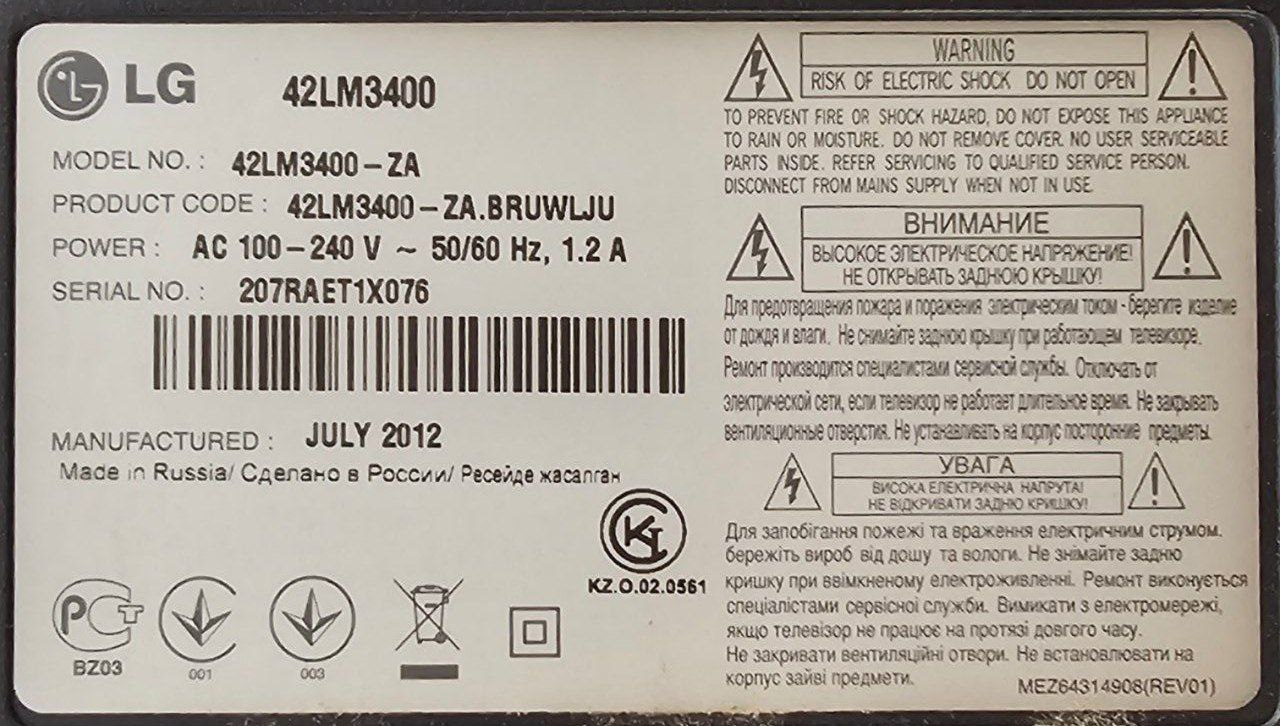 LG
42LM3400
MODEL NO. : 42LM3400-ZA
PRODUCT CODE : 42LM3400-ZA.BRUWLJU
POWER : AC 100-240 V ~ 50/60 Hz, 1.2 A
SERIAL NO. : 207RAET1X076
MANUFACTURED : JULY 2012
Made in Russia/ Сделано в России/ Ресейде жасалған
KZ.O.02.0561
BZ03
001
003
WARNING
RISK OF ELECTRIC SHOCK DO NOT OPEN
TO PREVENT FIRE OR SHOCK HAZARD, DO NOT EXPOSE THIS APPLIANCE
TO RAIN OR MOISTURE. DO NOT REMOVE COVER. NO USER SERVICEABLE
PARTS INSIDE. REFER SERVICING TO QUALIFIED SERVICE PERSON.
DISCONNECT FROM MAINS SUPPLY WHEN NOT IN USE.
ВНИМАНИЕ
ВЫСОКОЕ ЭЛЕКТРИЧЕСКОЕ НАПРЯЖЕНИЕ!
НЕ ОТКРЫВАТЬ ЗАДНЮЮ КРЫШКУ!
Для предотвращения пожара и поражения электрическим током - берегите изделие
от дождя и влаги. Не снимайте заднюю крышку при работающем телевизоре.
Ремонт производится специалистами сервисной службы. Отключать от
электрической сети, если телевизор не работает длительное время. Не закрывать
вентиляционные отверстия. Не устанавливать на корпус посторонние предметы.
УВАГА
ВИСОКА ЕЛЕКТРИЧНА НАПРУГА!
НЕ ВІДКРИВАТИ ЗАДНЮ КРИШКУ!
Для запобігання пожежі та враження електричним струмом.
бережіть вироб від дошу та вологи. Не знімайте задню
кришку при ввімкненому електроживленні. Ремонт виконується
спеціалістами сервісної служби. Вимикати з електромережі,
якщо телевізор не працює на протязі довгого часу.
Не закривати вентиляційні отвори. Не встановлювати на
корпус зайві предмети.
MEZ64314908(REV01)